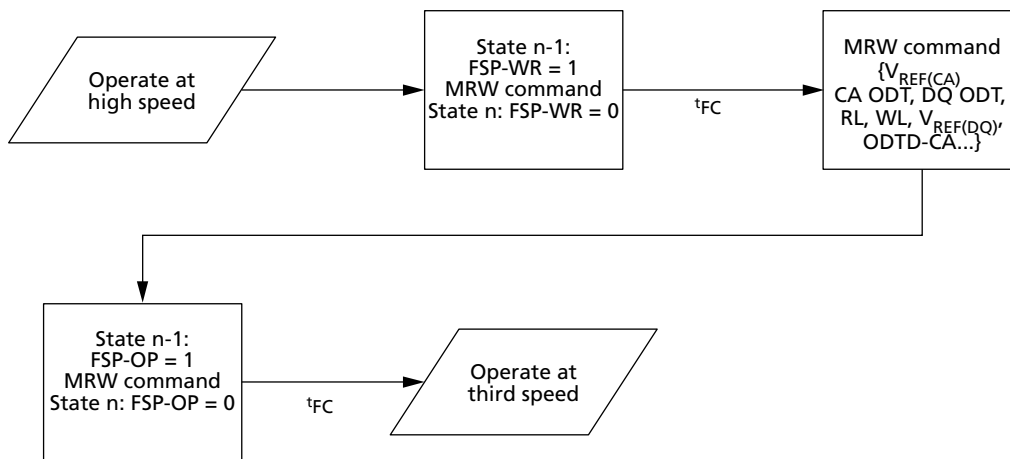 Operate at
high speed
State n-1:
FSP-WR = 1
MRW command
State n: FSP-WR = 0
tFC
MRW command
{VREF(CA)
CA ODT, DQ ODT,
RL, WL, VREF(DQ),
ODTD-CA...}
State n-1:
FSP-OP = 1
MRW command
State n: FSP-OP = 0
tFC
Operate at
third speed